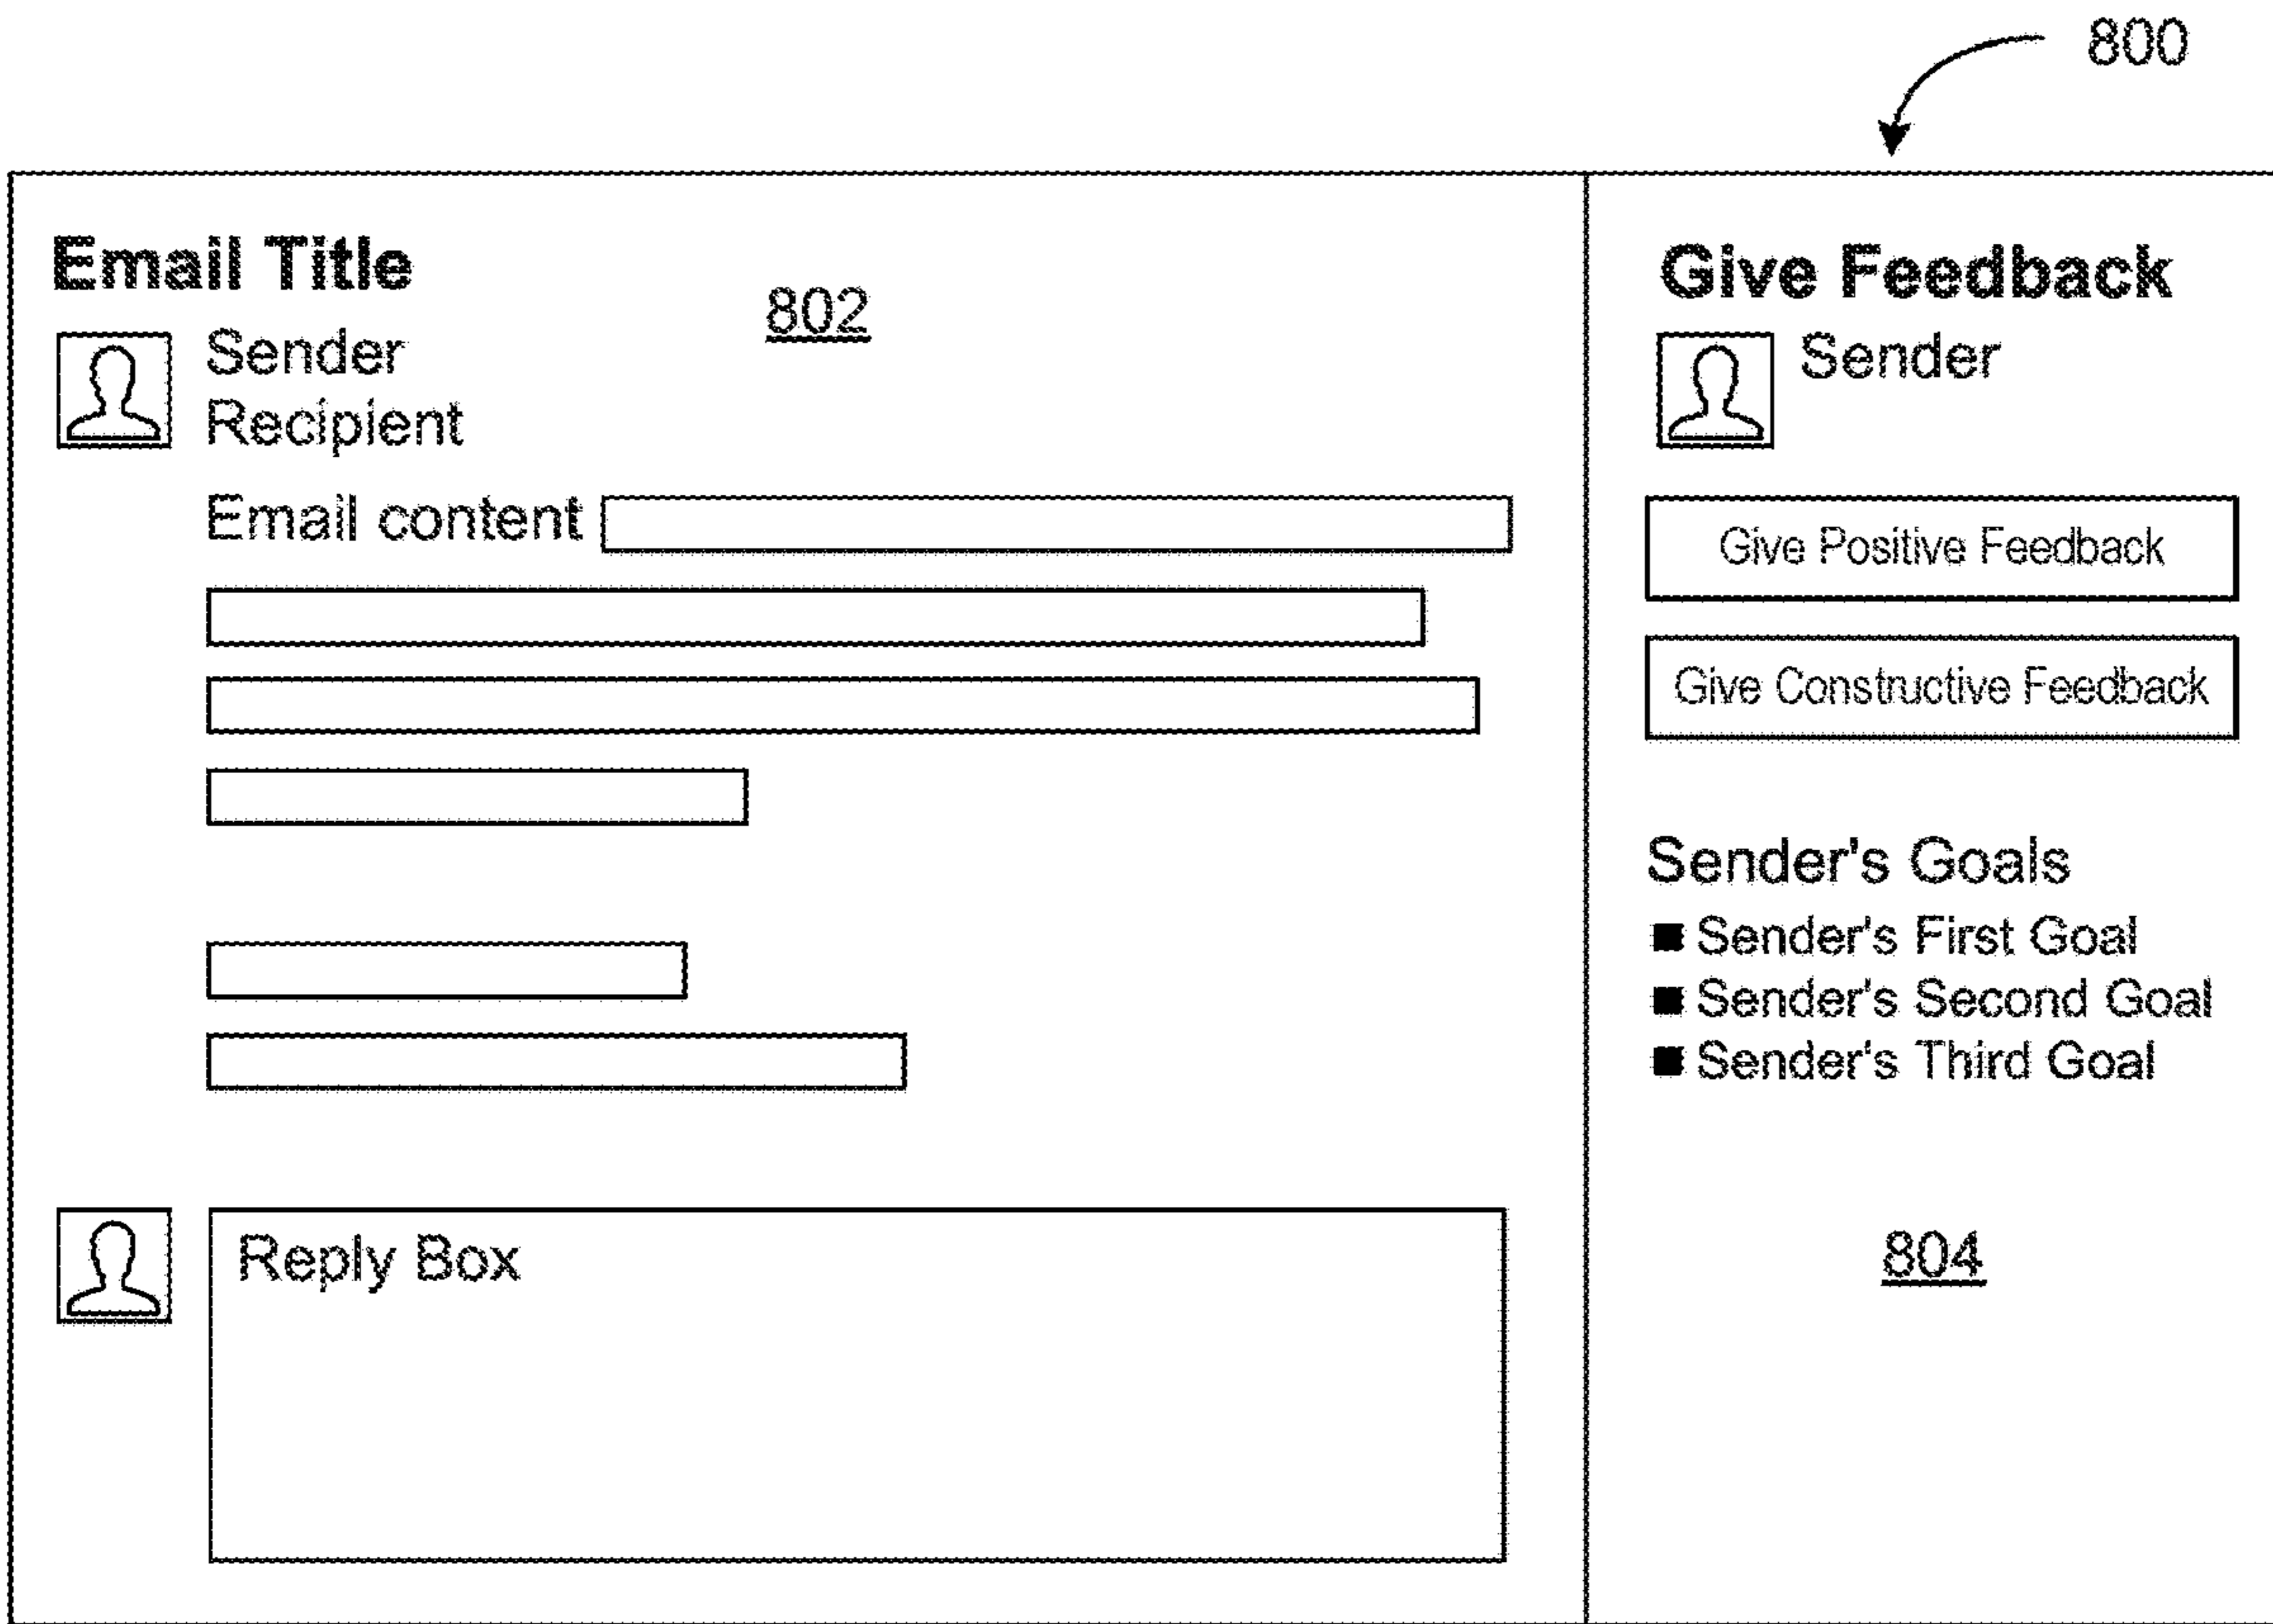 800
Email Title
802
Sender
Recipient
Email content
Reply Box
Give Feedback
Sender
Give Positive Feedback
Give Constructive Feedback
Sender's Goals
Sender's First Goal
Sender's Second Goal
Sender's Third Goal
804